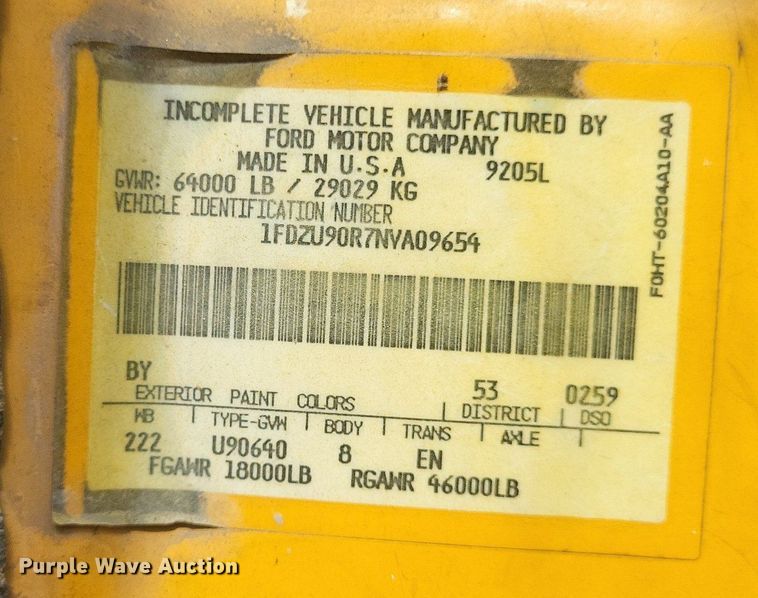 INCOMPLETE VEHICLE MANUFACTURED BY
FORD MOTOR COMPANY
MADE IN U.S.A 9205L
GVWR: 64000 LB / 29029 KG
VEHICLE IDENTIFICATION NUMBER
1FDZU90R7NVA09654
F0HT-60204A10-AA
BY 53 0259
EXTERIOR PAINT COLORS DISTRICT DSO
WB TYPE-GVW BODY TRANS AXLE
222 U90640 8 EN
FGAWR 18000LB RGAWR 46000LB
Purple Wave Auction